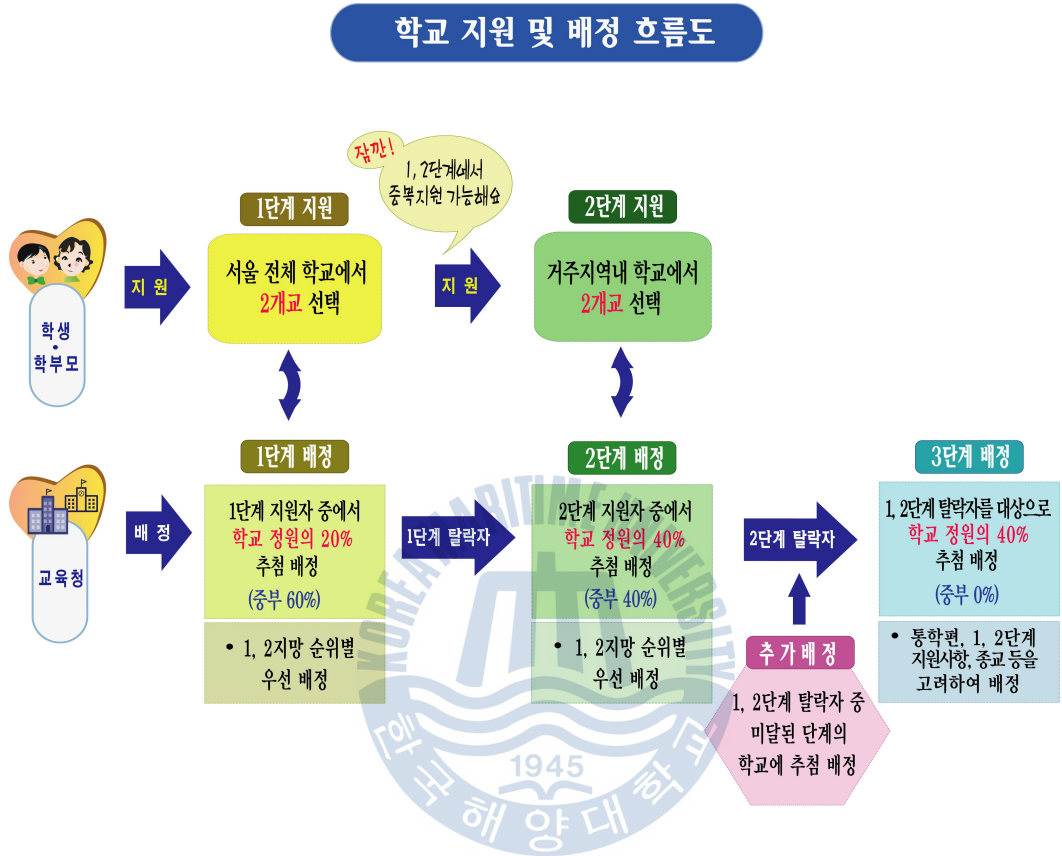 학교 지원 및 배정 흐름도
잠깐!
1, 2단계에서
중복지원 가능해요
1단계 지원
2단계 지원
학생
·
학부모
지 원
서울 전체 학교에서
2개교 선택
지 원
거주지역내 학교에서
2개교 선택
1단계 배정
2단계 배정
3단계 배정
교육청
배 정
1단계 지원자 중에서
학교 정원의 20%
추첨 배정
(중부 60%)
• 1, 2지망 순위별
우선 배정
1단계 탈락자
2단계 지원자 중에서
학교 정원의 40%
추첨 배정
(중부 40%)
• 1, 2지망 순위별
우선 배정
2단계 탈락자
추가배정
1, 2단계 탈락자 중
미달된 단계의
학교에 추첨 배정
1, 2단계 탈락자를 대상으로
학교 정원의 40%
추첨 배정
(중부 0%)
• 통학편, 1, 2단계
지원사항, 종교 등을
고려하여 배정
KOREA MARITIME UNIVERSITY
1945
한국해양대학교